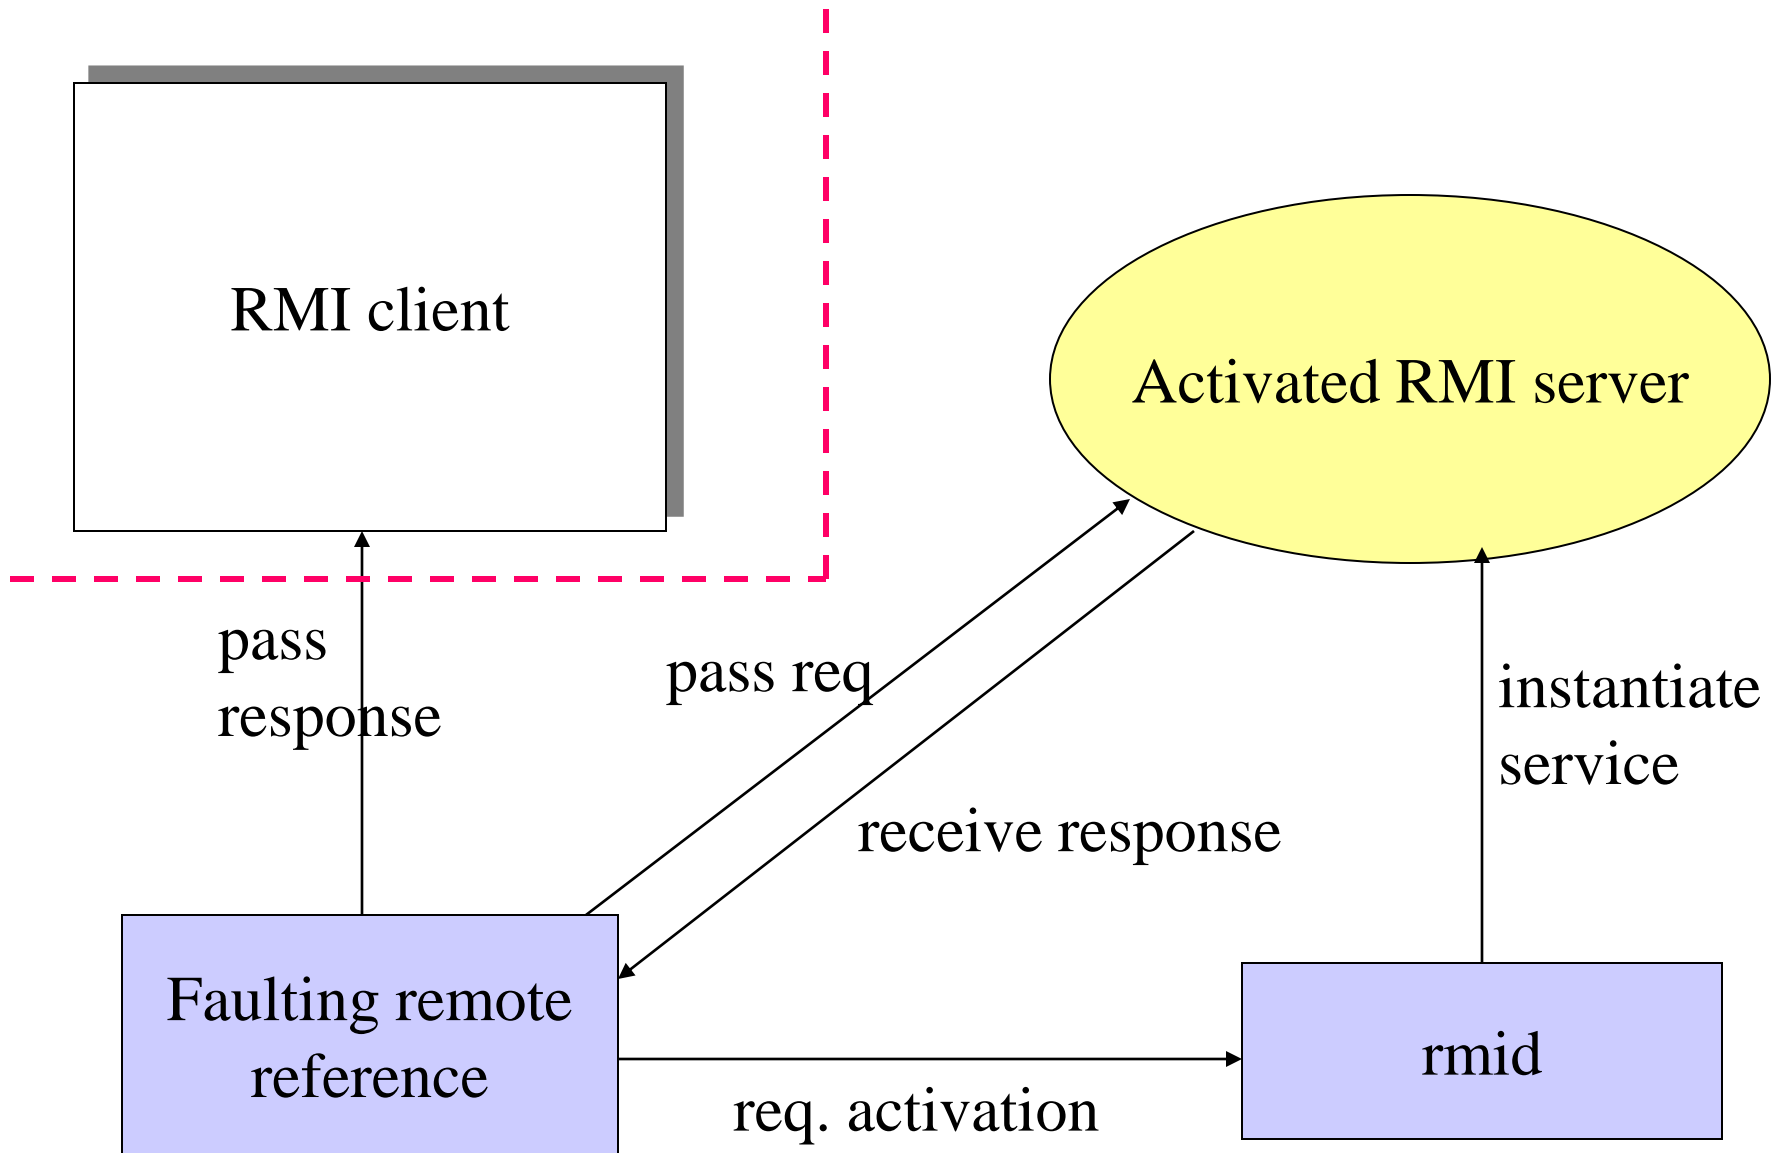 RMI client
Activated RMI server
pass
response
pass req
instantiate
service
receive response
Faulting remote
reference
rmid
req. activation